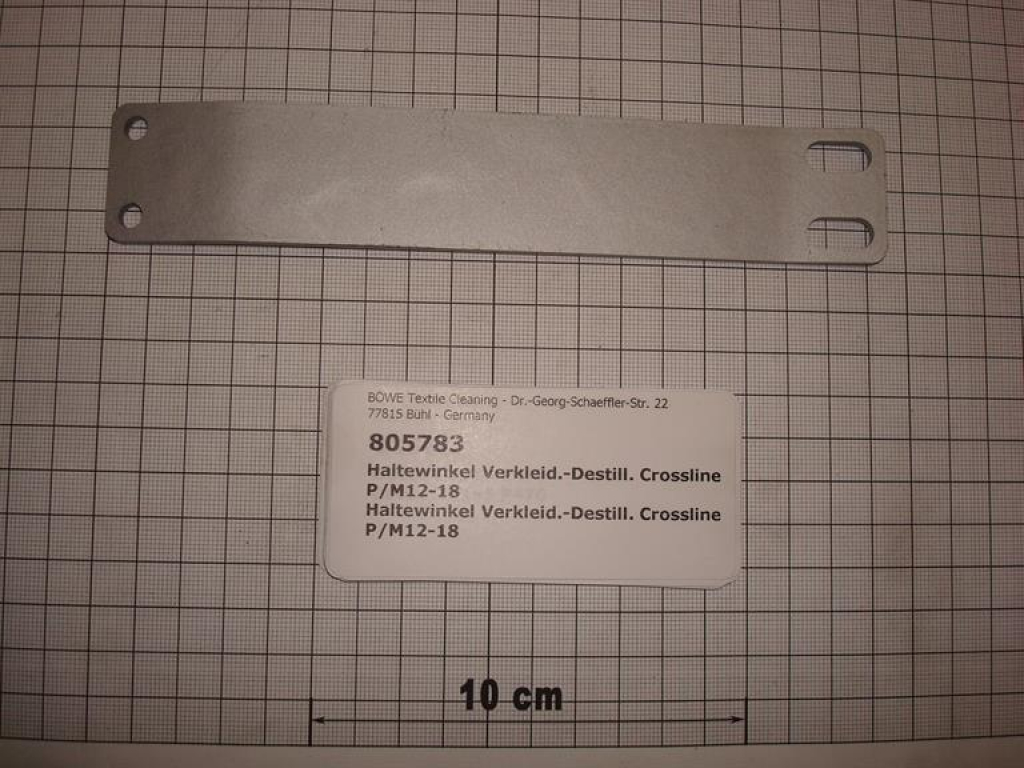 BÖWE Textile Cleaning - Dr.-Georg-Schaeffler-Str. 22
77815 Bühl - Germany
805783
Haltewinkel Verkleid.-Destill. Crossline
P/M12-18
Haltewinkel Verkleid.-Destill. Crossline
P/M12-18
10 cm